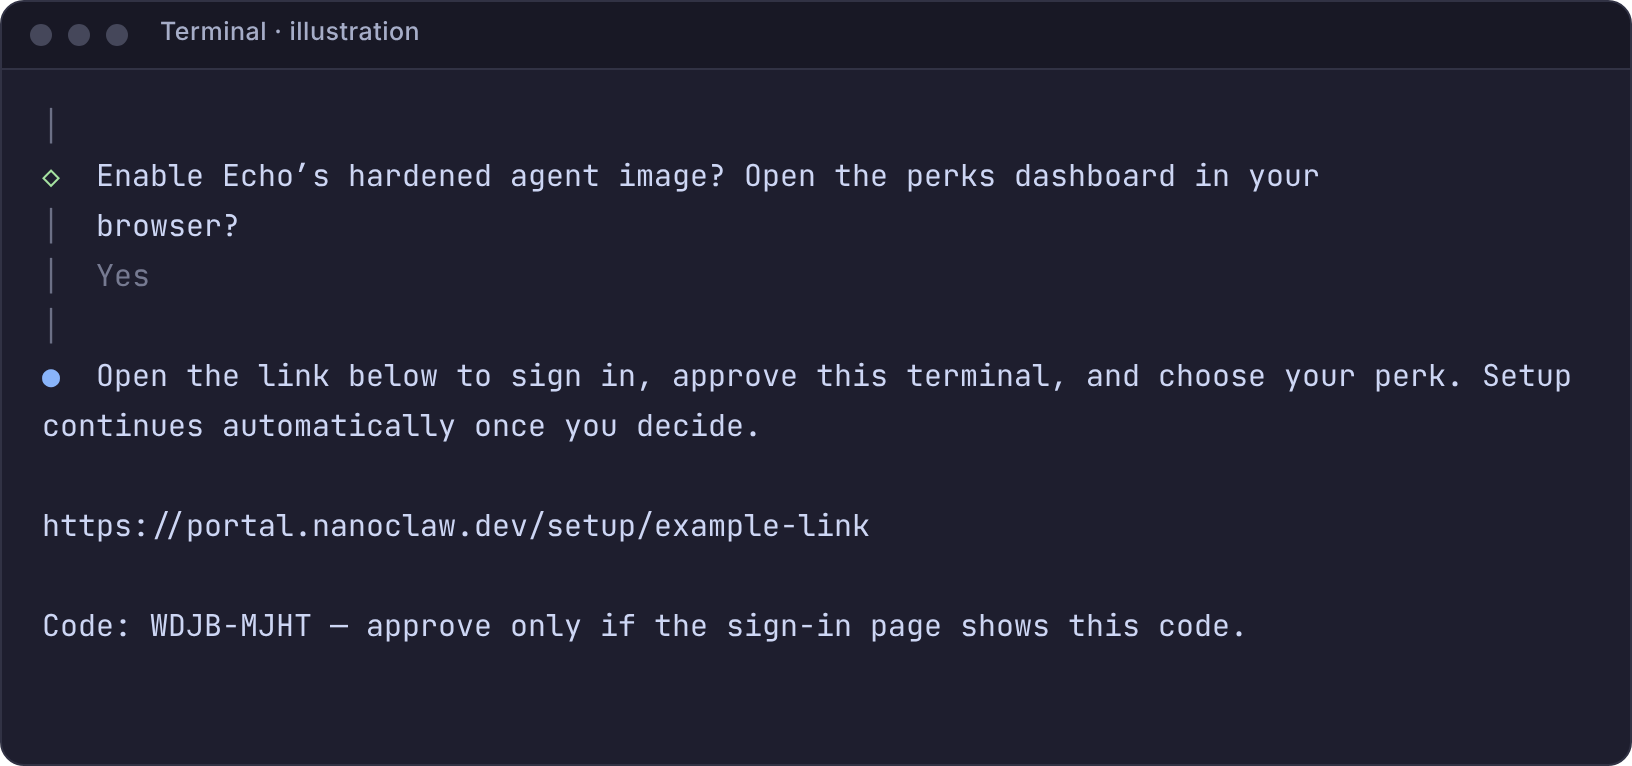 Terminal · illustration
Enable Echo’s hardened agent image? Open the perks dashboard in your
browser?
Yes
Open the link below to sign in, approve this terminal, and choose your perk. Setup
continues automatically once you decide.
https://portal.nanoclaw.dev/setup/example-link
Code: WDJB-MJHT — approve only if the sign-in page shows this code.